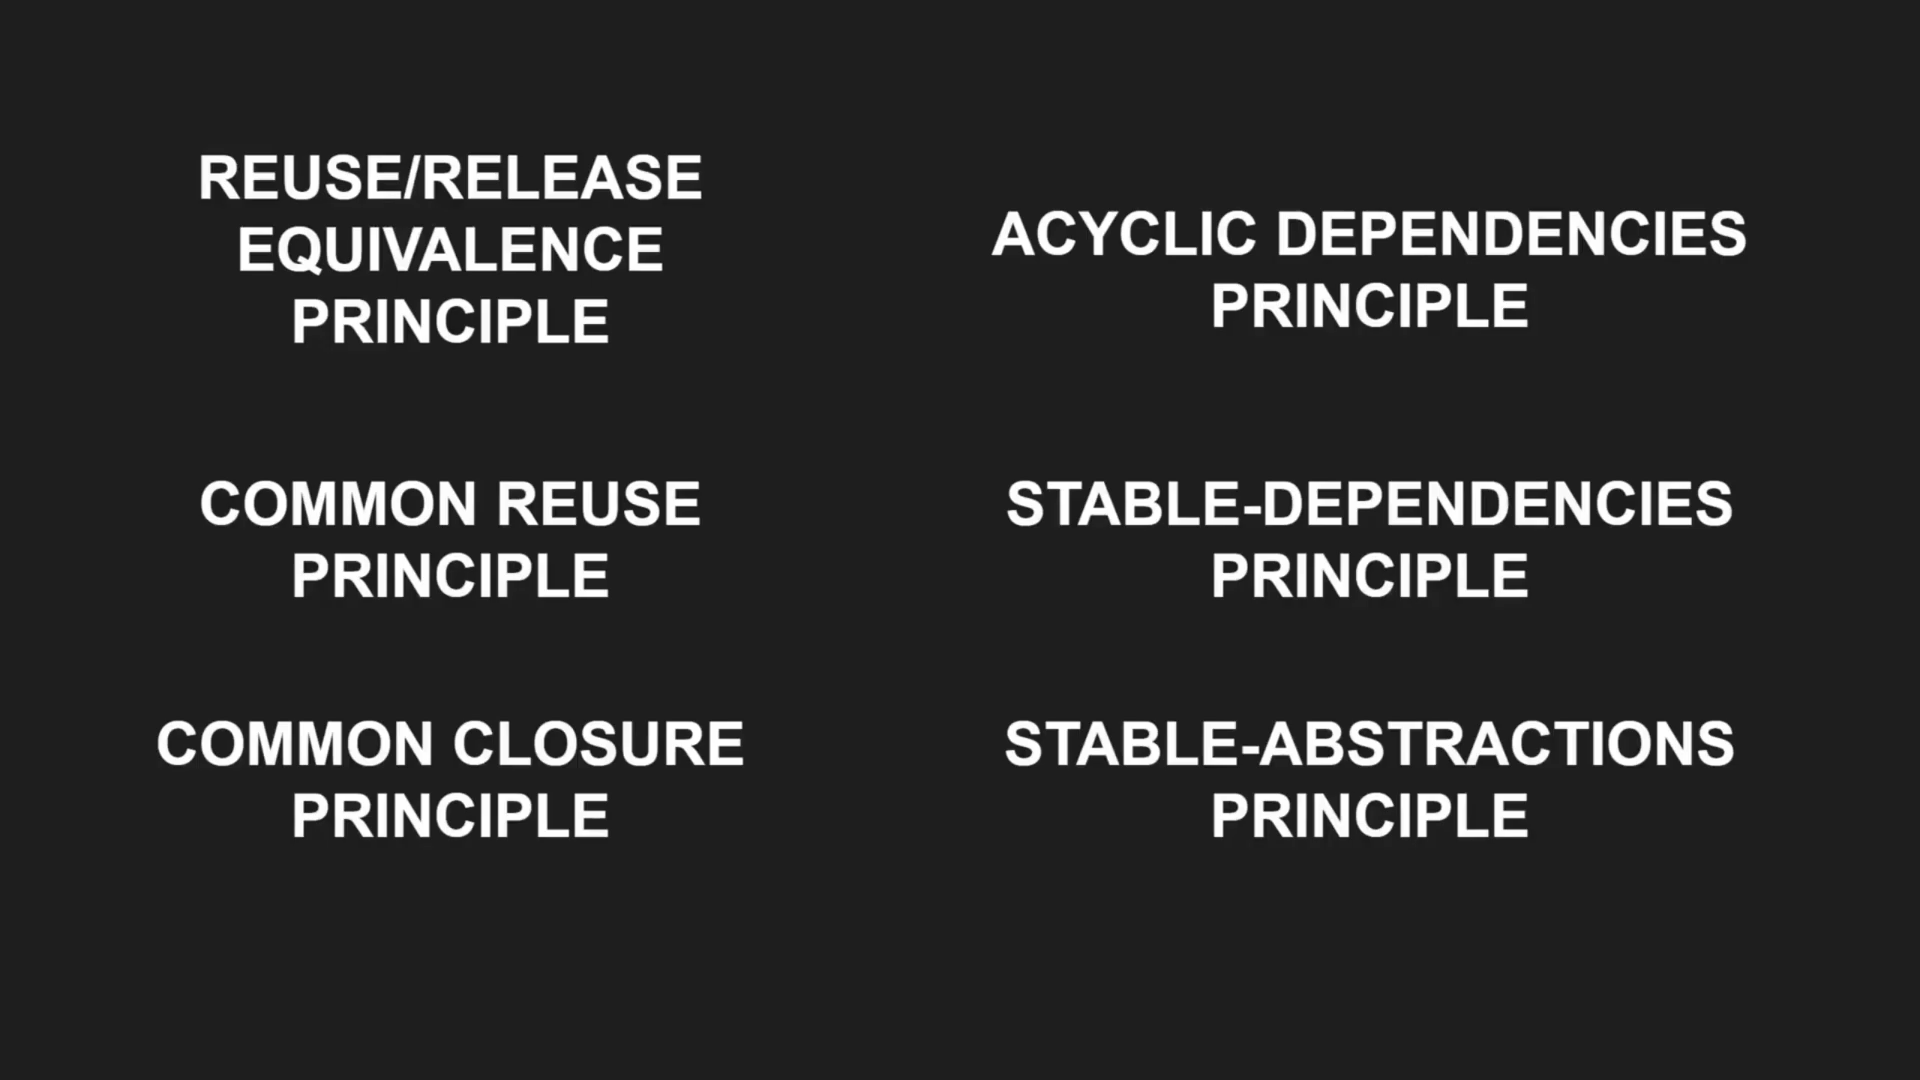 REUSE/RELEASE
EQUIVALENCE
PRINCIPLE
COMMON REUSE
PRINCIPLE
COMMON CLOSURE
PRINCIPLE
ACYCLIC DEPENDENCIES
PRINCIPLE
STABLE-DEPENDENCIES
PRINCIPLE
STABLE-ABSTRACTIONS
PRINCIPLE